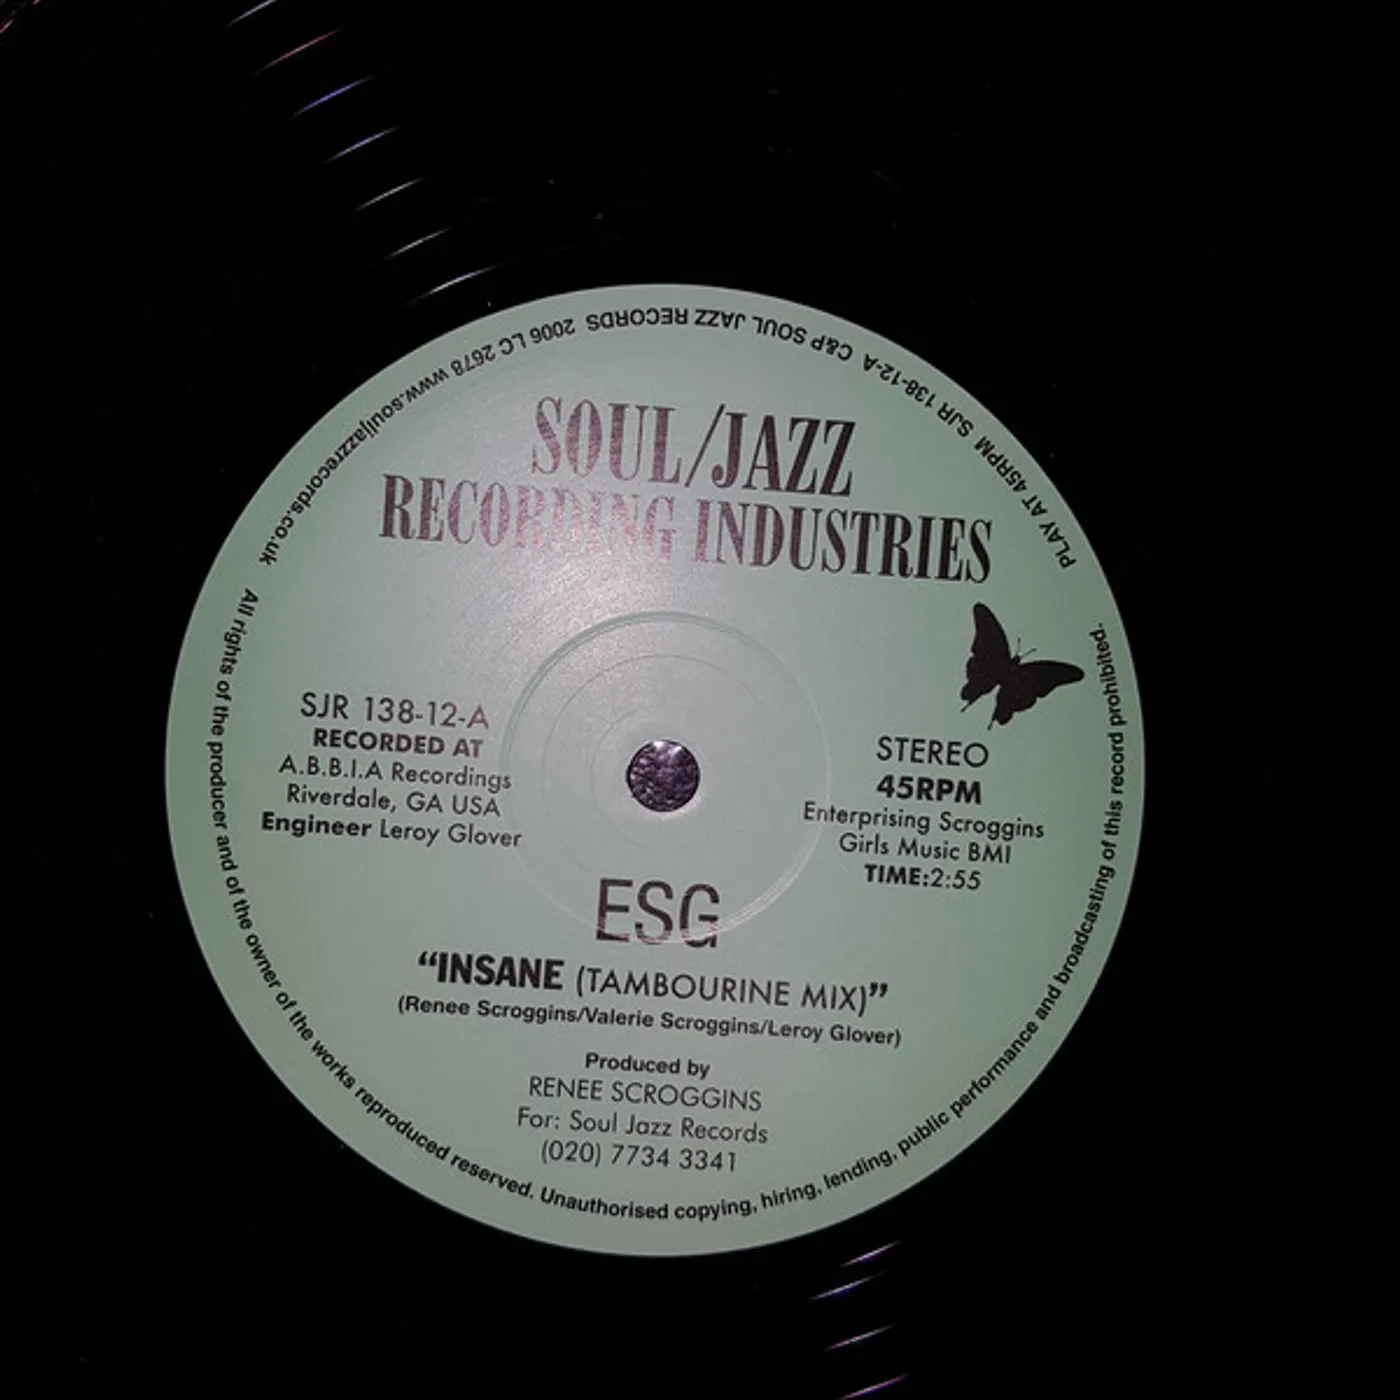 PLAY AT 45RPM SJR 138-12-A C&P SOUL JAZZ RECORDS 2006 LC 2678 www.souljazzrecords.co.uk
SOUL/JAZZ
RECORDING INDUSTRIES
SJR 138-12-A
RECORDED AT
A.B.B.I.A Recordings
Riverdale, GA USA
Engineer Leroy Glover
STEREO
45RPM
Enterprising Scroggins
Girls Music BMI
TIME:2:55
ESG
“INSANE (TAMBOURINE MIX)”
(Renee Scroggins/Valerie Scroggins/Leroy Glover)
Produced by
RENEE SCROGGINS
For: Soul Jazz Records
(020) 7734 3341
All rights of the producer and of the owner of the works reproduced reserved. Unauthorised copying, hiring, lending, public performance and broadcasting of this record prohibited.